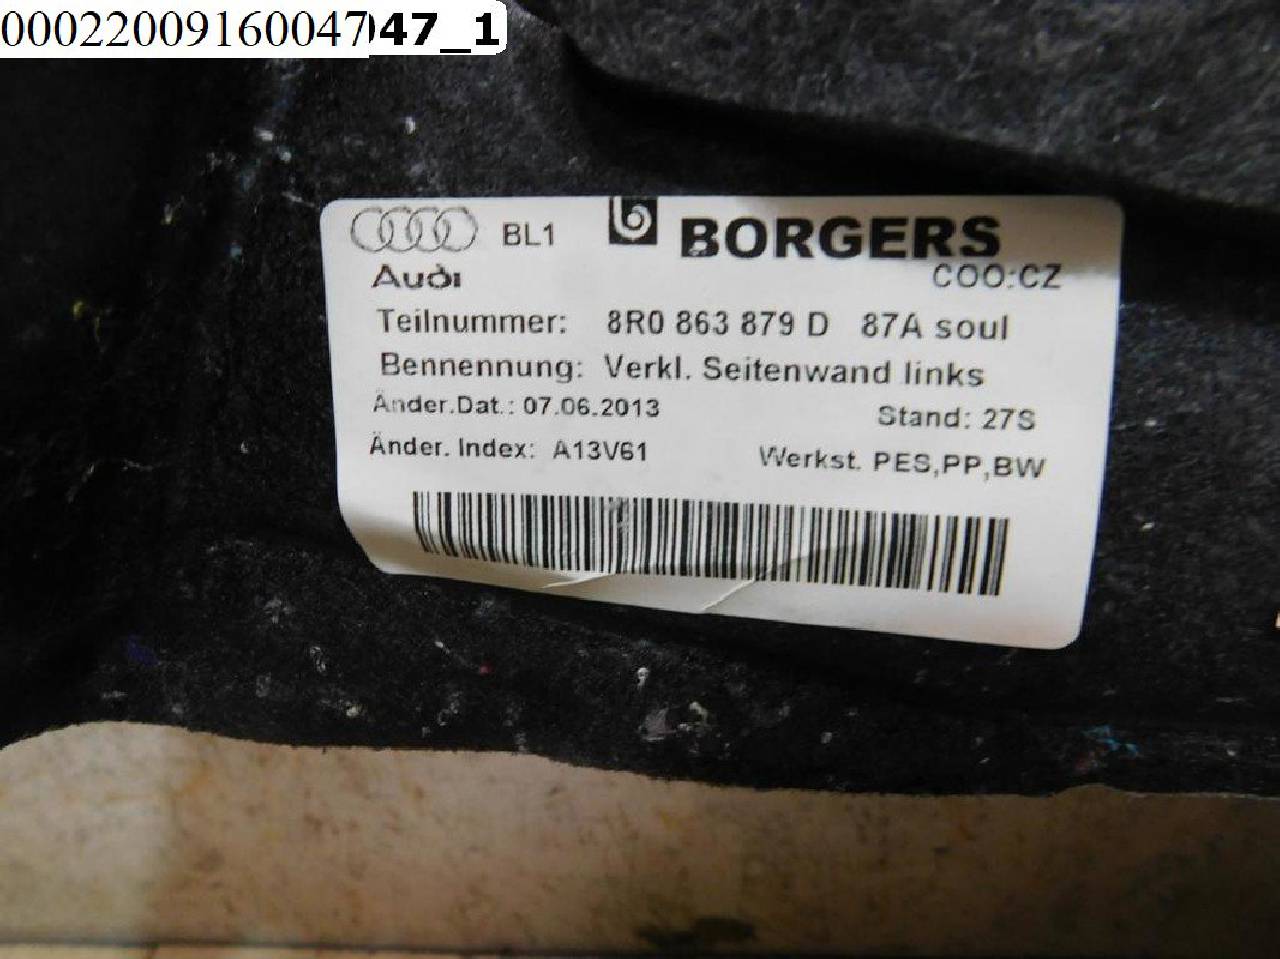 00022009160047047_1
BL1 BORGERS
Audi COO:CZ
Teilnummer: 8R0 863 879 D 87A soul
Bennennung: Verkl. Seitenwand links
Änder.Dat.: 07.06.2013 Stand: 27S
Änder. Index: A13V61 Werkst. PES,PP,BW